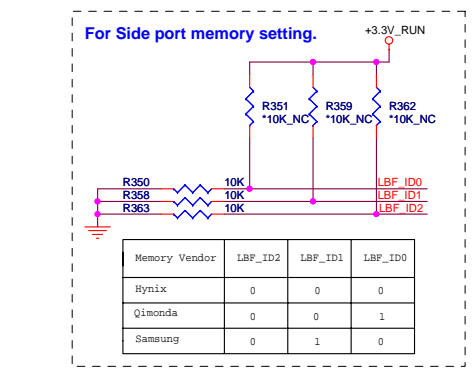 For Side port memory setting.
+3.3V_RUN
R351 R359 R362
*10K_NC *10K_NC *10K_NC
R350 10K LBF_ID0
R358 10K LBF_ID1
R363 10K LBF_ID2
Memory Vendor LBF_ID2 LBF_ID1 LBF_ID0
Hynix 0 0 0
Qimonda 0 0 1
Samsung 0 1 0